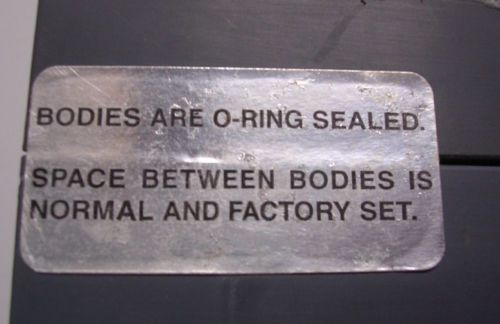 BODIES ARE O-RING SEALED.
SPACE BETWEEN BODIES IS
NORMAL AND FACTORY SET.